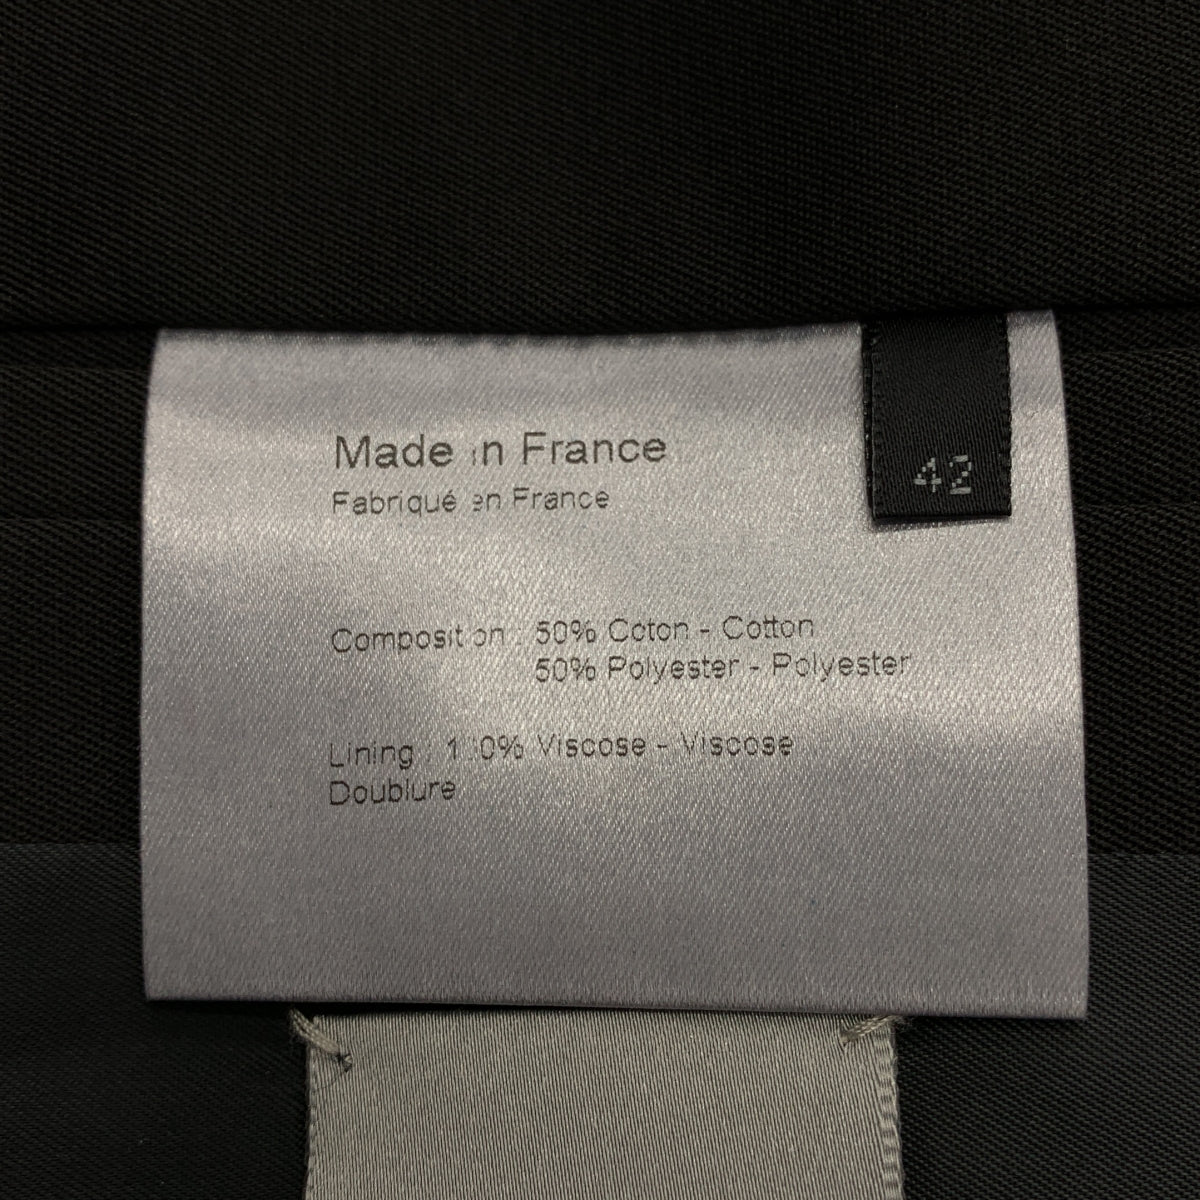 Made in France
Fabriqué en France
42
Composition : 50% Coton - Cotton
50% Polyester - Polyester
Lining : 100% Viscose - Viscose
Doublure